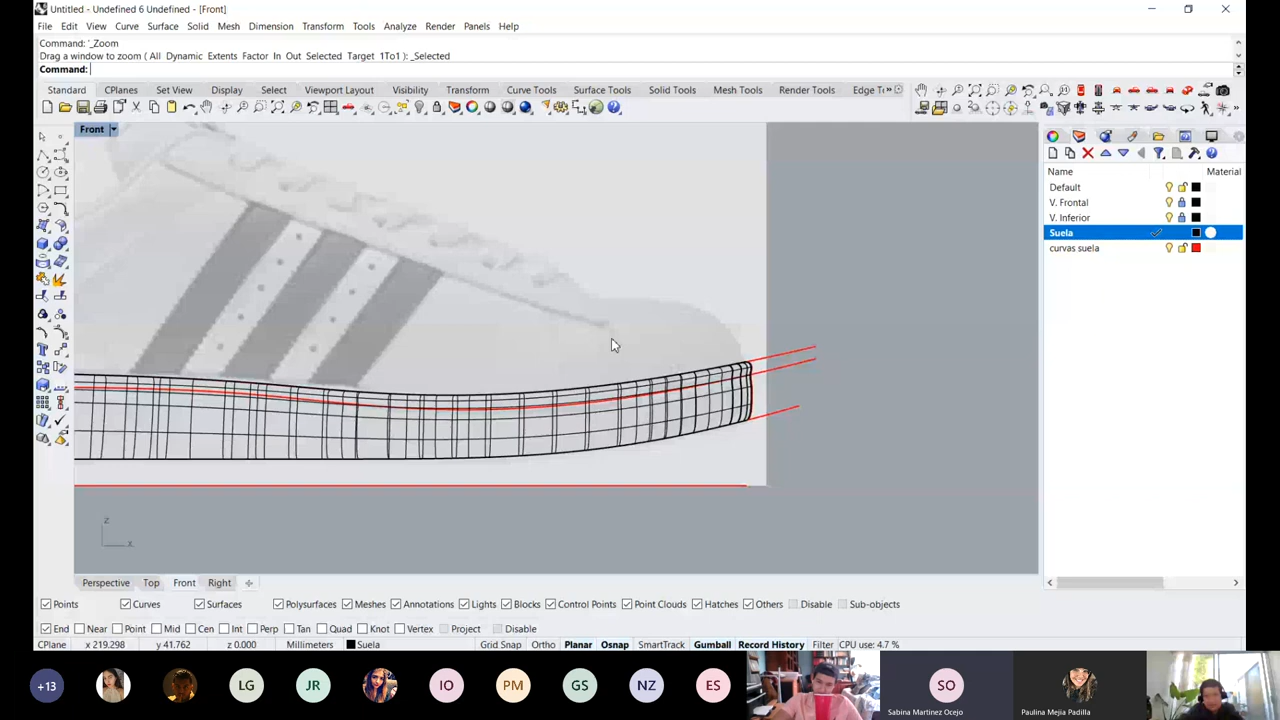 Untitled - Undefined 6 Undefined - [Front]
File Edit View Curve Surface Solid Mesh Dimension Transform Tools Analyze Render Panels Help
Command: '_Zoom
Drag a window to zoom ( All Dynamic Extents Factor In Out Selected Target 1To1 ): _Selected
Command:
Standard CPlanes Set View Display Select Viewport Layout Visibility Transform Curve Tools Surface Tools Solid Tools Mesh Tools Render Tools Edge T
Front
Name Material
Default
V. Frontal
V. Inferior
Suela
curvas suela
z
x
Perspective Top Front Right
Points Curves Surfaces Polysurfaces Meshes Annotations Lights Blocks Control Points Point Clouds Hatches Others Disable Sub-objects
End Near Point Mid Cen Int Perp Tan Quad Knot Vertex Project Disable
CPlane x 219.298 y 41.762 z 0.000 Millimeters Suela Grid Snap Ortho Planar Osnap SmartTrack Gumball Record History Filter CPU use: 4.7 %
+13 LG JR IO PM GS NZ ES SO
Sabina Martinez Ocejo Paulina Mejia Padilla